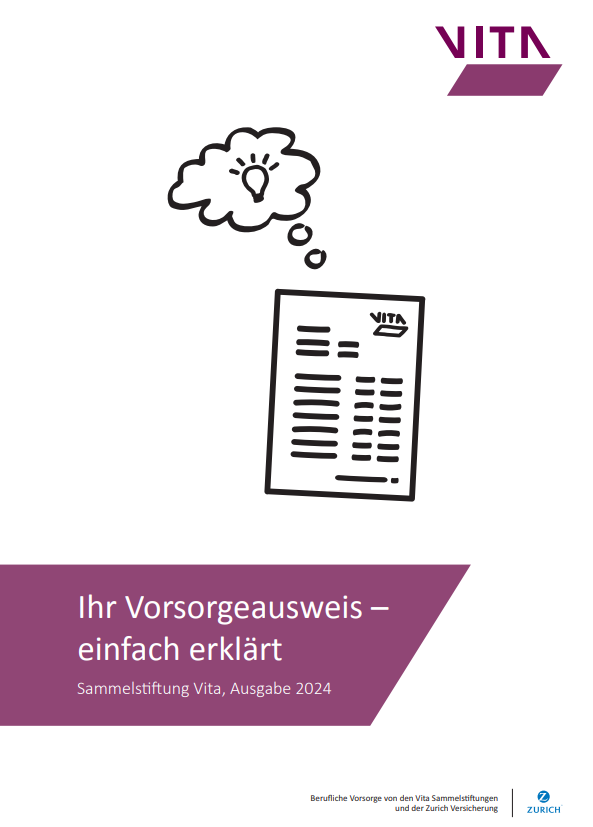 VITA
VITA
Ihr Vorsorgeausweis –
einfach erklärt
Sammelstiftung Vita, Ausgabe 2024
Berufliche Vorsorge von den Vita Sammelstiftungen
und der Zurich Versicherung
Z
ZURICH